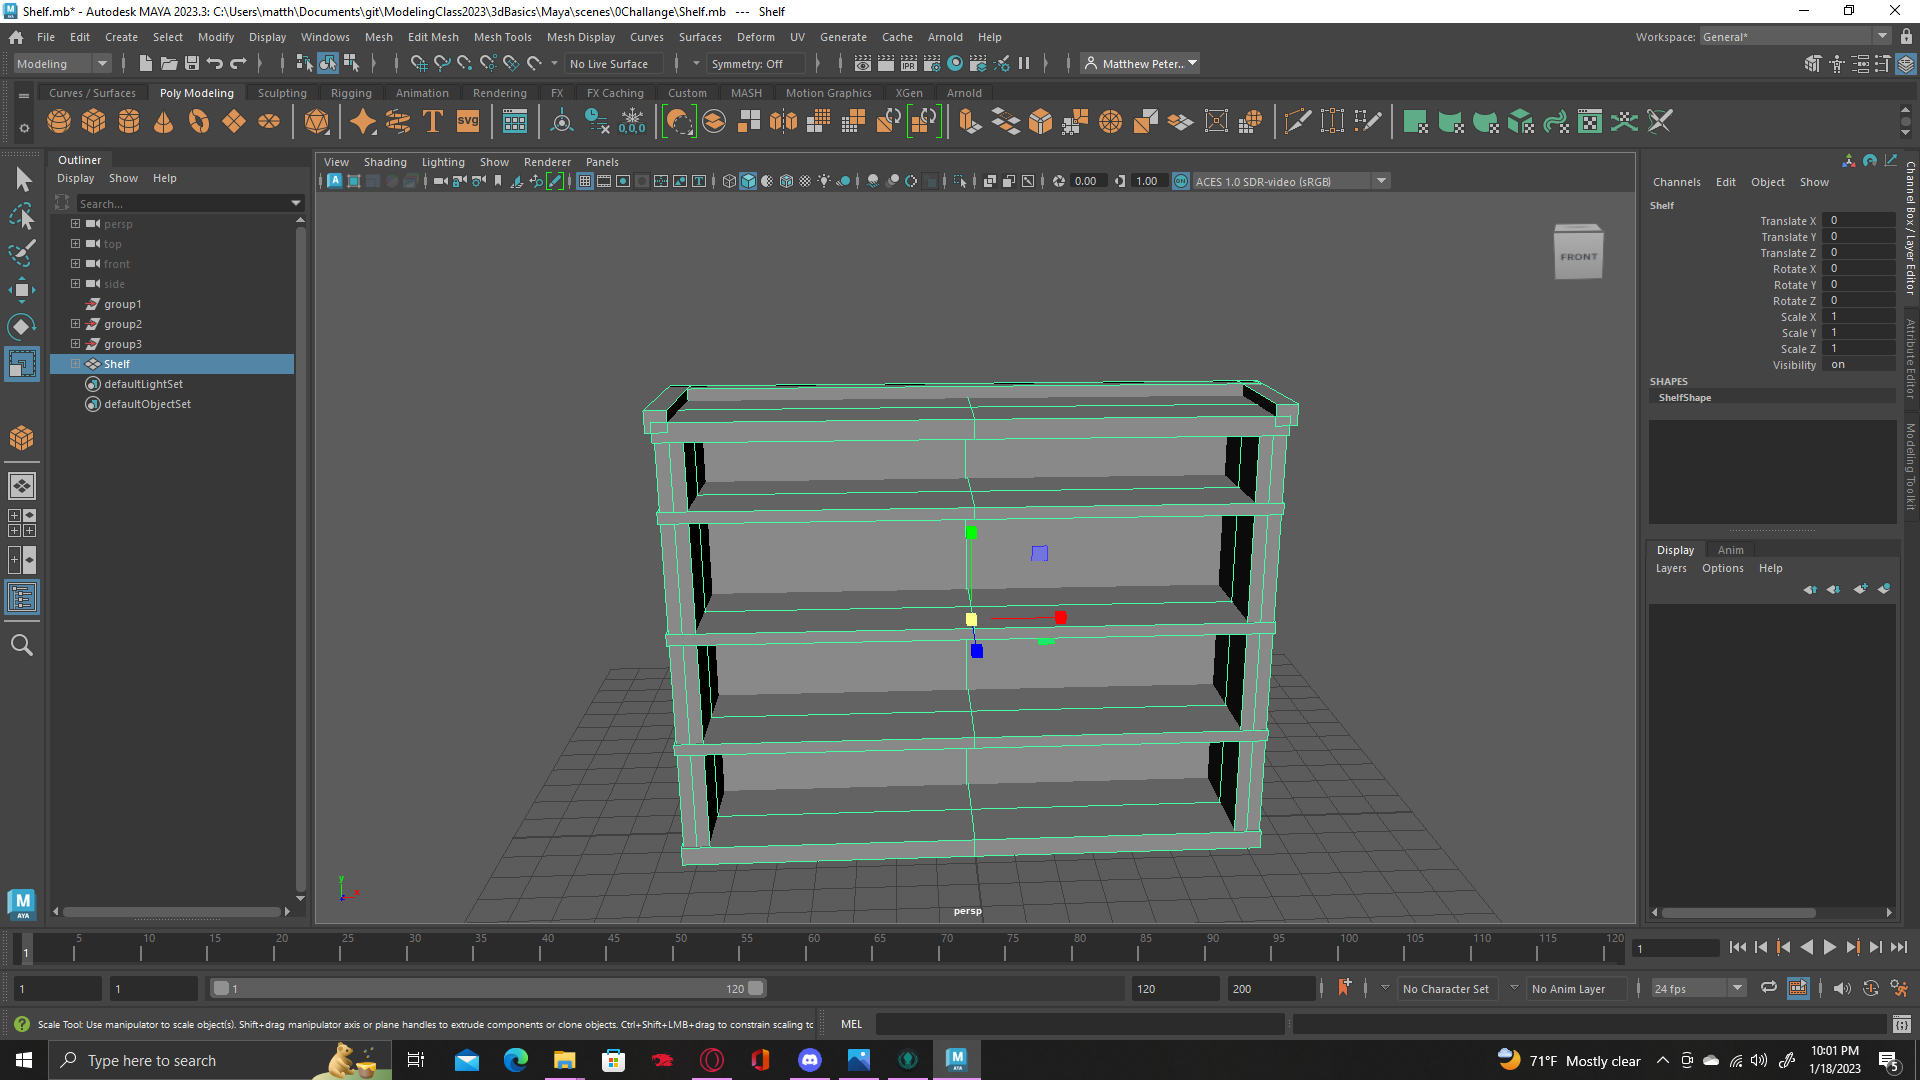 Shelf.mb* - Autodesk MAYA 2023.3: C:\Users\matth\Documents\git\ModelingClass2023\3dBasics\Maya\scenes\0Challange\Shelf.mb --- Shelf
File Edit Create Select Modify Display Windows Mesh Edit Mesh Mesh Tools Mesh Display Curves Surfaces Deform UV Generate Cache Arnold Help
Workspace: General*
Modeling No Live Surface Symmetry: Off IPR Matthew Peter..
Curves / Surfaces Poly Modeling Sculpting Rigging Animation Rendering FX FX Caching Custom MASH Motion Graphics XGen Arnold
T SVG 0,0,0
Outliner
Display Show Help
Search...
persp
top
front
side
group1
group2
group3
Shelf
defaultLightSet
defaultObjectSet
View Shading Lighting Show Renderer Panels
0.00 1.00 ON ACES 1.0 SDR-video (sRGB)
FRONT
y
x
persp
Channels Edit Object Show
Shelf
Translate X 0
Translate Y 0
Translate Z 0
Rotate X 0
Rotate Y 0
Rotate Z 0
Scale X 1
Scale Y 1
Scale Z 1
Visibility on
SHAPES
ShelfShape
Channel Box / Layer Editor
Attribute Editor
Modeling Toolkit
Display Anim
Layers Options Help
M
AYA
1 5 10 15 20 25 30 35 40 45 50 55 60 65 70 75 80 85 90 95 100 105 110 115 120 1
1 1 1 120 120 200 No Character Set No Anim Layer 24 fps
Scale Tool: Use manipulator to scale object(s). Shift+drag manipulator axis or plane handles to extrude components or clone objects. Ctrl+Shift+LMB+drag to constrain scaling tc
MEL
Type here to search
M
AYA
71°F Mostly clear
10:01 PM
1/18/2023
5